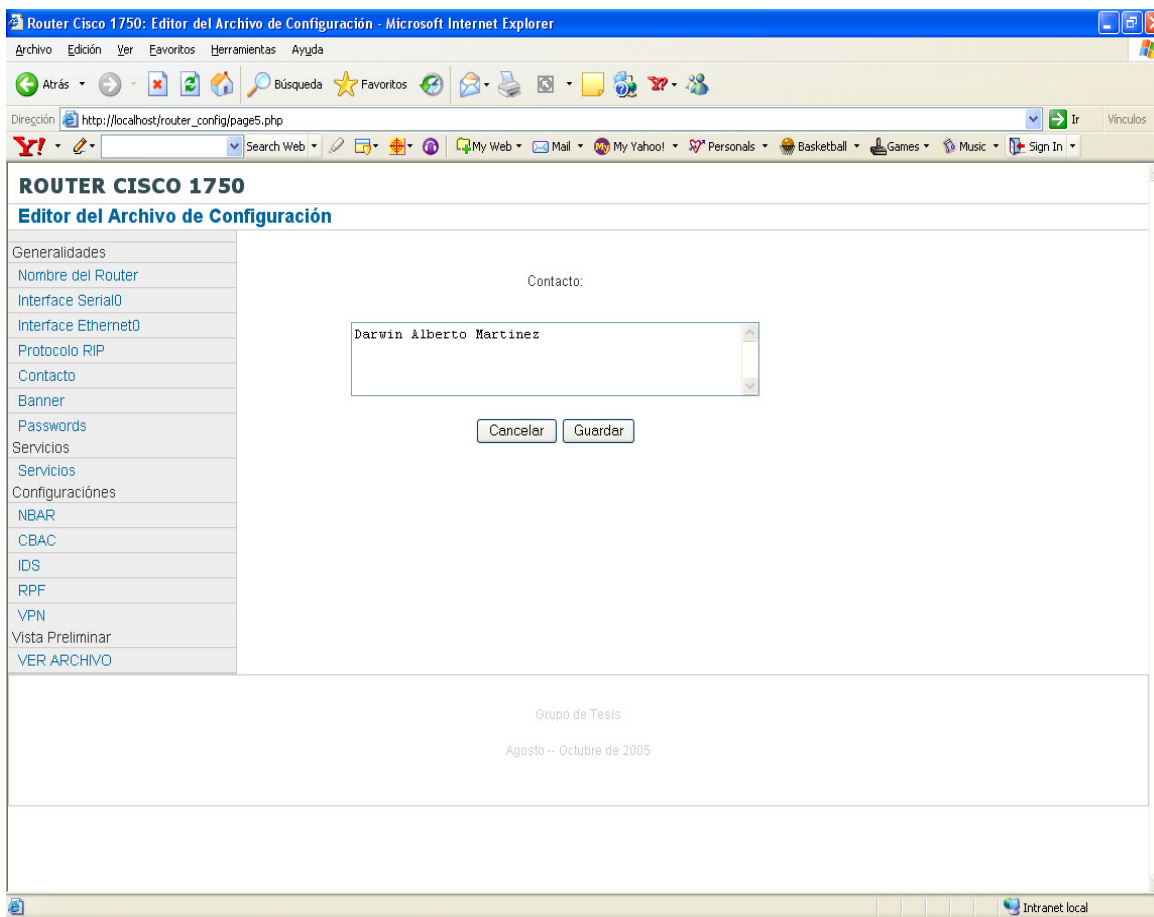 Router Cisco 1750: Editor del Archivo de Configuración - Microsoft Internet Explorer
Archivo Edición Ver Favoritos Herramientas Ayuda
Atrás Búsqueda Favoritos
Dirección http://localhost/router_config/page5.php Ir Vínculos
Y! Search Web My Web Mail My Yahoo! Personals Basketball Games Music Sign In
ROUTER CISCO 1750
Editor del Archivo de Configuración
Generalidades
Nombre del Router
Interface Serial0
Interface Ethernet0
Protocolo RIP
Contacto
Banner
Passwords
Servicios
Servicios
Configuraciónes
NBAR
CBAC
IDS
RPF
VPN
Vista Preliminar
VER ARCHIVO
Contacto:
Darwin Alberto Martinez
Cancelar Guardar
Grupo de Tesis
Agosto -- Octubre de 2005
Intranet local